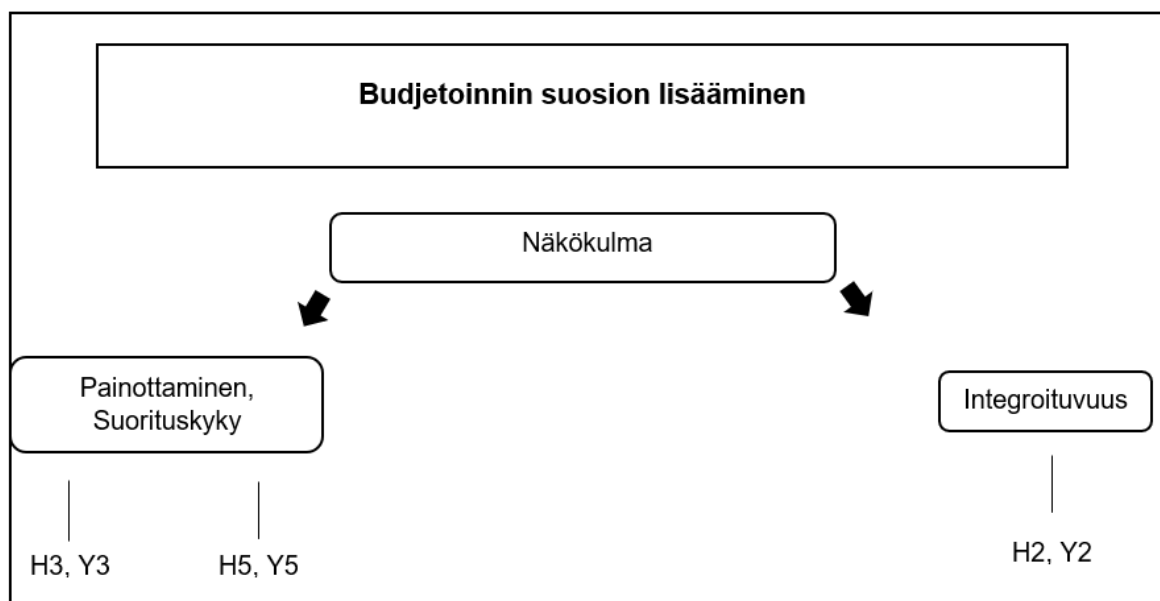 Budjetoinnin suosion lisääminen
Näkökulma
Painottaminen,
Suorituskyky
Integroituvuus
H3, Y3
H5, Y5
H2, Y2